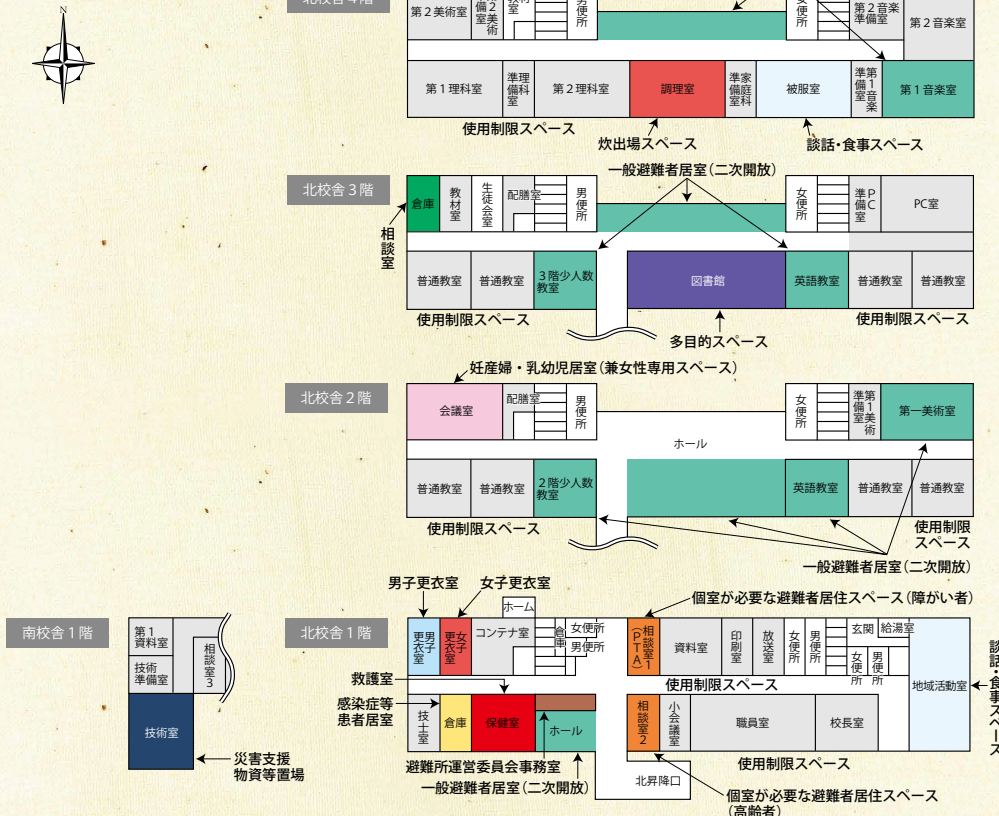 N
北校舎4階
第2美術室
準備室
第2美術
教材室
男便所
女便所
第2音楽
準備室
第2音楽室
第1理科室
理科
準備室
第2理科室
調理室
家庭科
準備室
被服室
第1音楽
準備室
第1音楽室
使用制限スペース
炊出場スペース
談話・食事スペース
一般避難者居室(二次開放)
北校舎3階
倉庫
教材室
生徒会室
配膳室
男便所
女便所
PC
準備室
PC室
相談室
普通教室
普通教室
3階少人数
教室
図書館
英語教室
普通教室
普通教室
使用制限スペース
多目的スペース
使用制限スペース
妊産婦・乳幼児居室(兼女性専用スペース)
北校舎2階
会議室
配膳室
男便所
女便所
第1美術
準備室
第一美術室
ホール
普通教室
普通教室
2階少人数
教室
英語教室
普通教室
普通教室
使用制限スペース
使用制限
スペース
一般避難者居室(二次開放)
男子更衣室
女子更衣室
ホーム
個室が必要な避難者居住スペース(障がい者)
南校舎1階
第1
資料室
技術
準備室
相談室3
技術室
災害支援
物資等置場
北校舎1階
男子
更衣室
女子
更衣室
コンテナ室
倉庫
女便所
男便所
相談室1
(PTA)
資料室
印刷室
放送室
女便所
男便所
玄関
給湯室
女便所
男便所
地域活動室
談話・食事スペース
救護室
使用制限スペース
感染症等
患者居室
技士室
倉庫
保健室
ホール
相談室2
小会議室
職員室
校長室
避難所運営委員会事務室
使用制限スペース
一般避難者居室(二次開放)
北昇降口
個室が必要な避難者居住スペース
(高齢者)